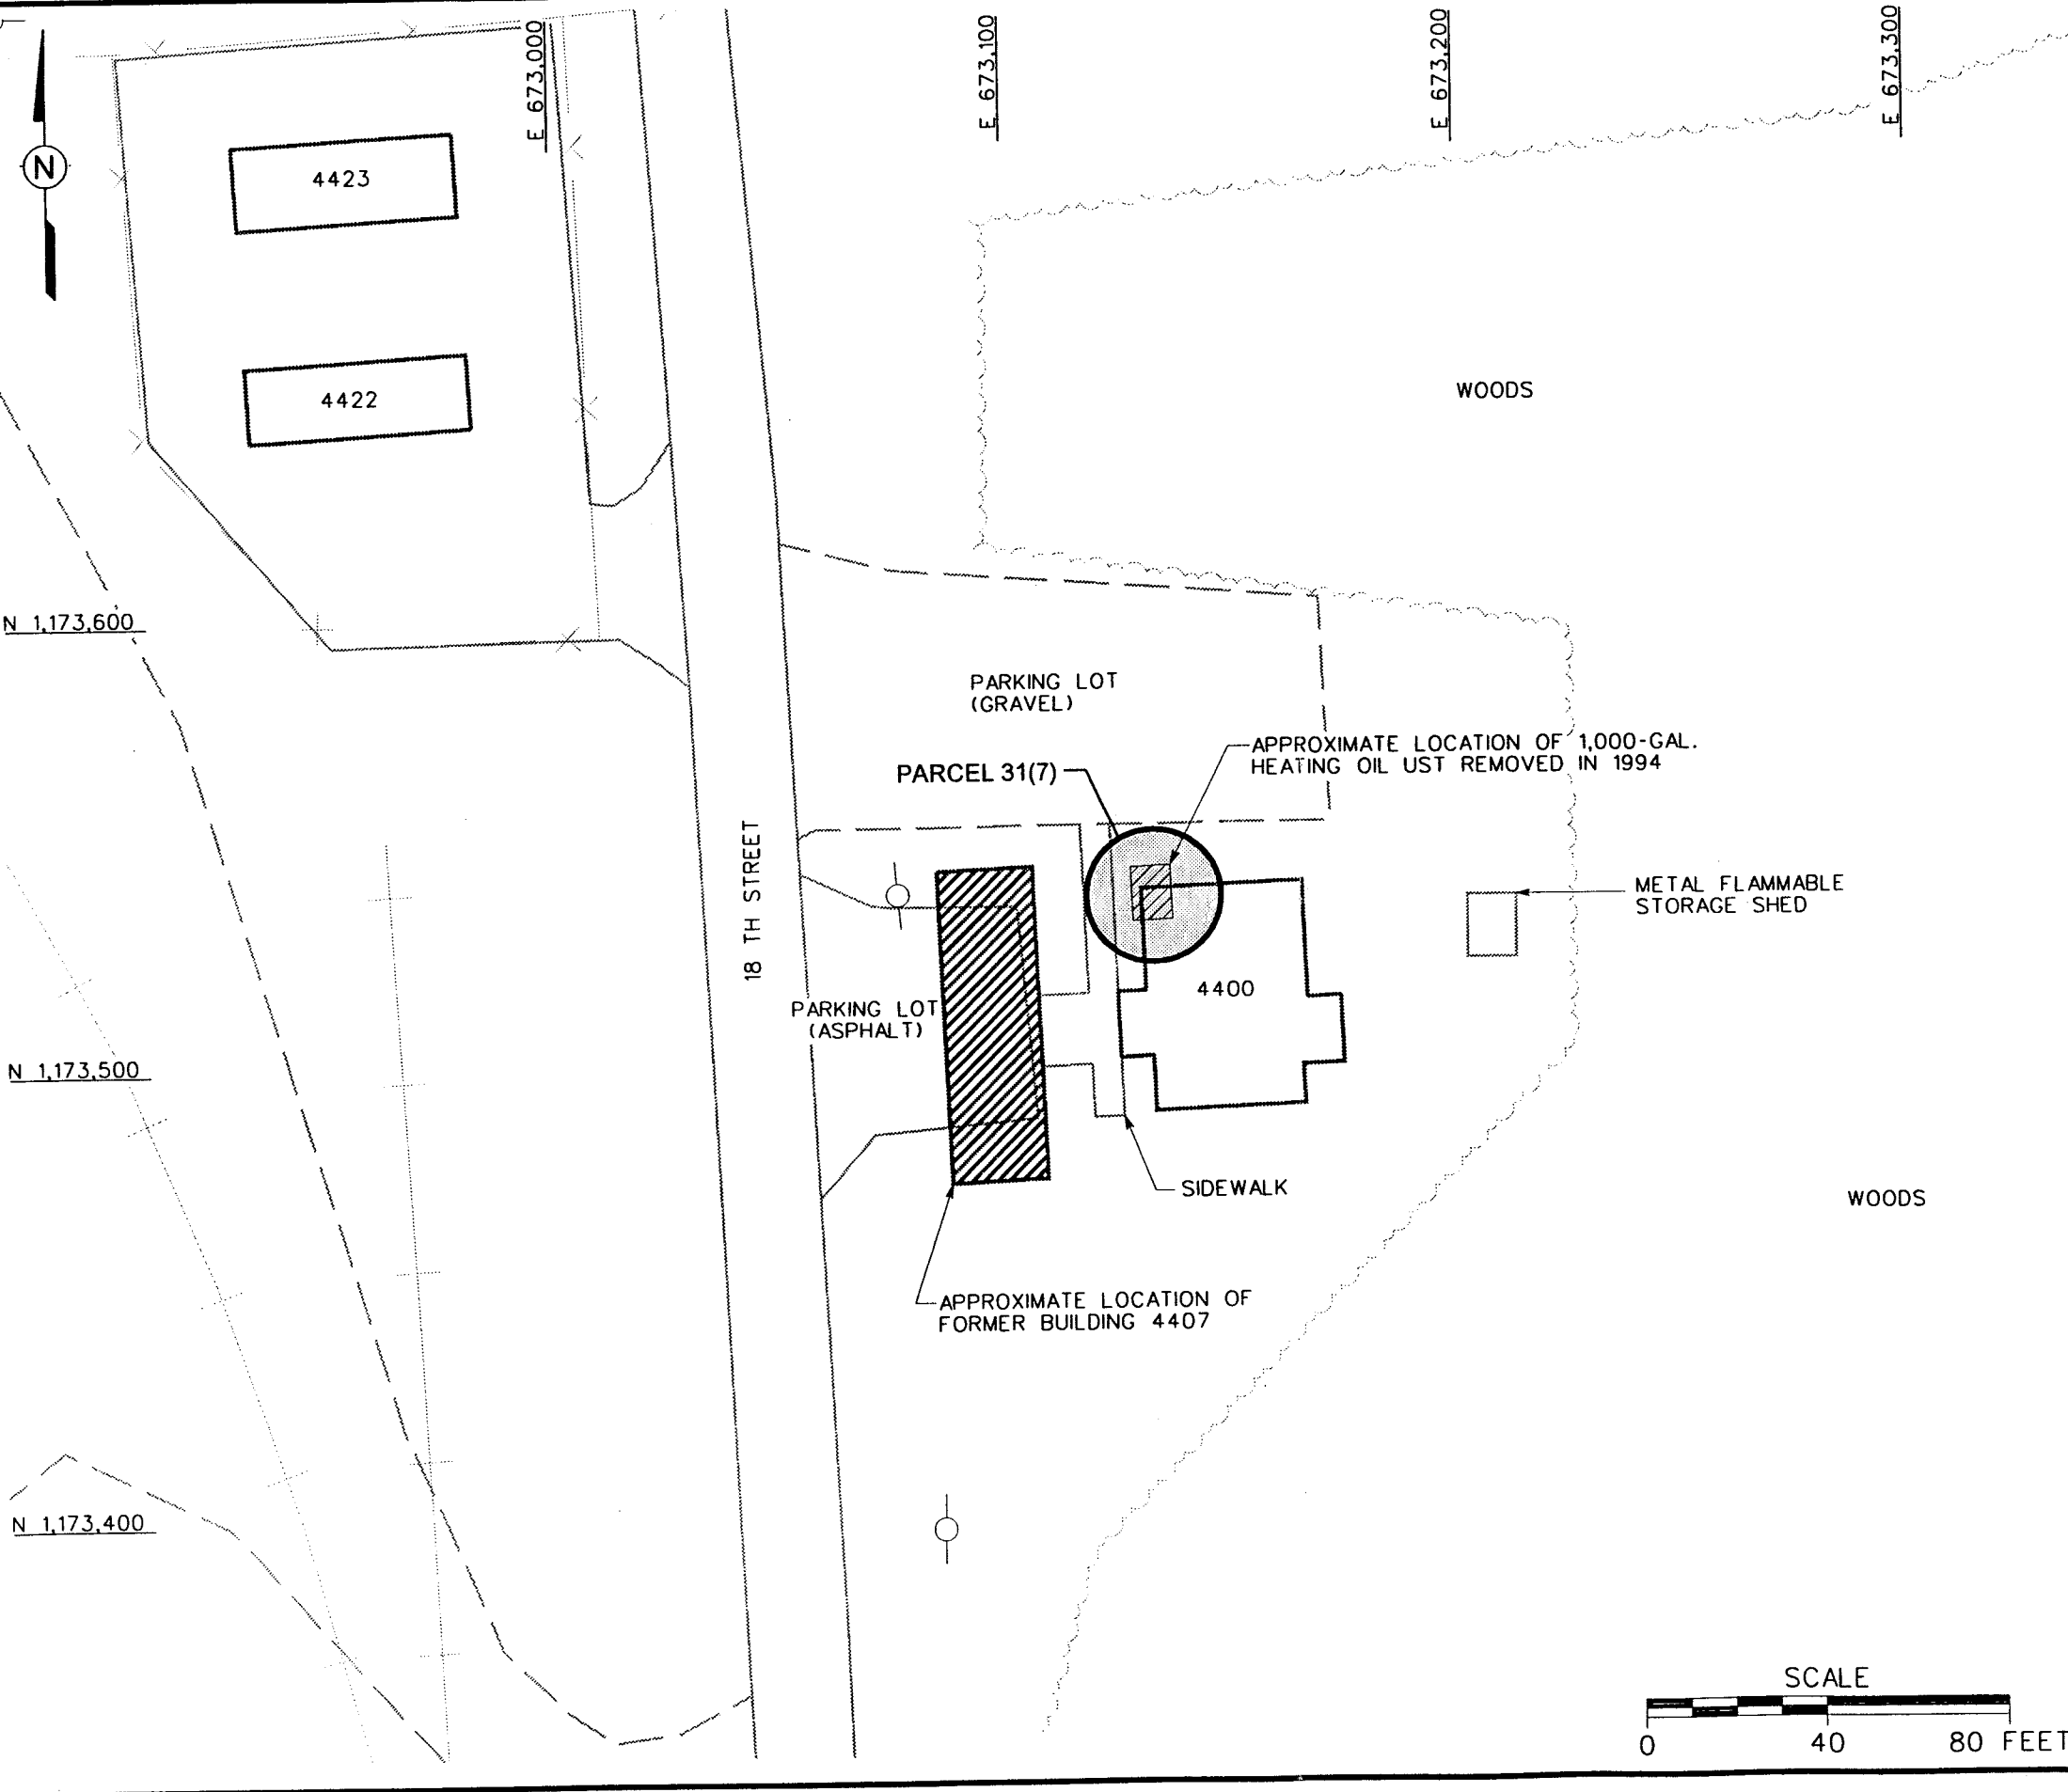 E 673,000
E 673,100
E 673,200
E 673,300
N
4423
4422
WOODS
N 1,173,600
PARKING LOT
(GRAVEL)
APPROXIMATE LOCATION OF 1,000-GAL.
HEATING OIL UST REMOVED IN 1994
PARCEL 31(7)
18 TH STREET
METAL FLAMMABLE
STORAGE SHED
4400
PARKING LOT
(ASPHALT)
N 1,173,500
SIDEWALK
WOODS
APPROXIMATE LOCATION OF
FORMER BUILDING 4407
N 1,173,400
SCALE
0 40 80 FEET